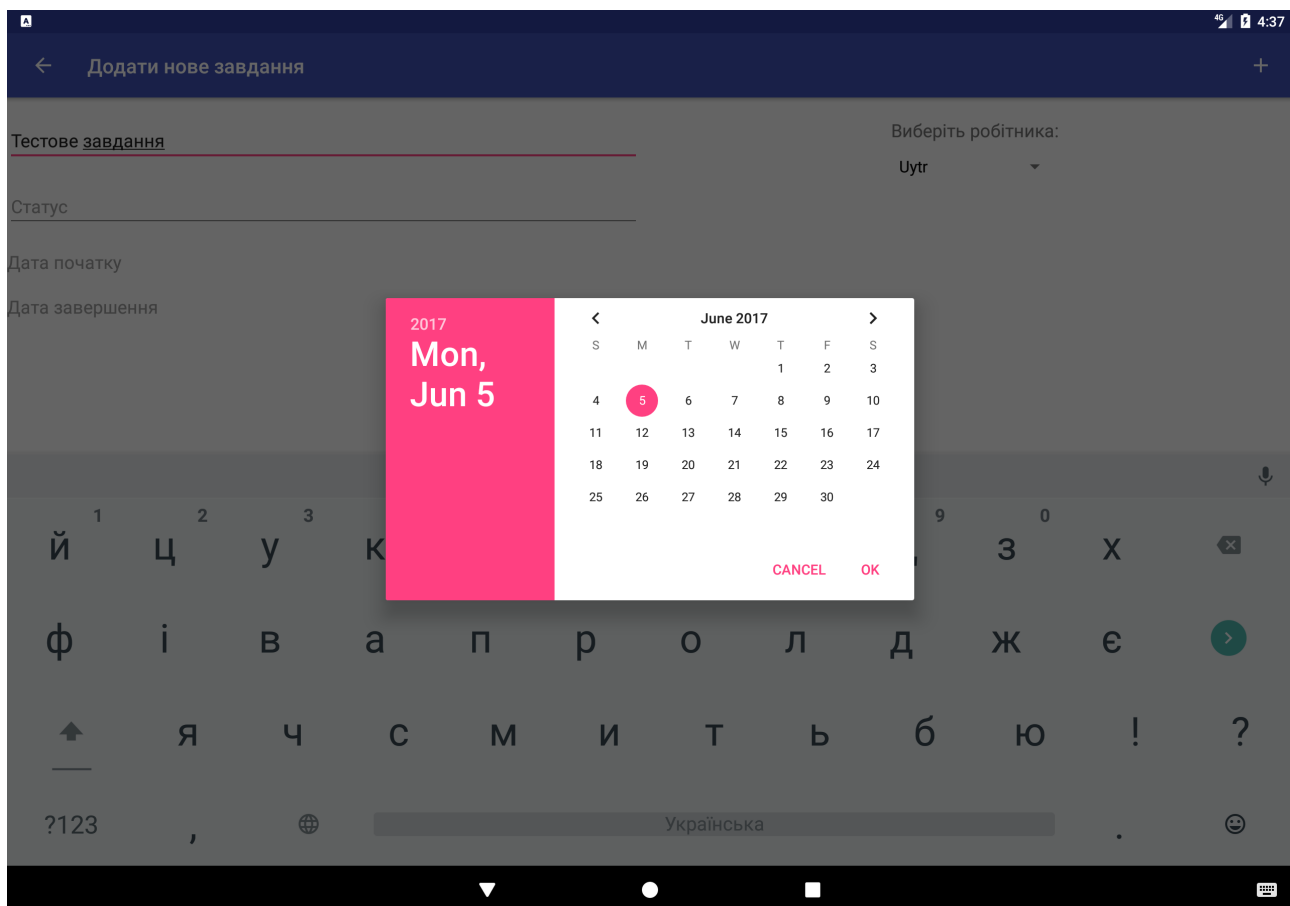 4G 4:37
Додати нове завдання
Тестове завдання
Виберіть робітника:
Uytr
Статус
Дата початку
Дата завершення
2017
Mon,
Jun 5
June 2017
S M T W T F S
1 2 3
4 5 6 7 8 9 10
11 12 13 14 15 16 17
18 19 20 21 22 23 24
25 26 27 28 29 30
CANCEL OK
1 2 3 9 0
й ц у к з х
ф і в а п р о л д ж є
я ч с м и т ь б ю ! ?
?123 , Українська .